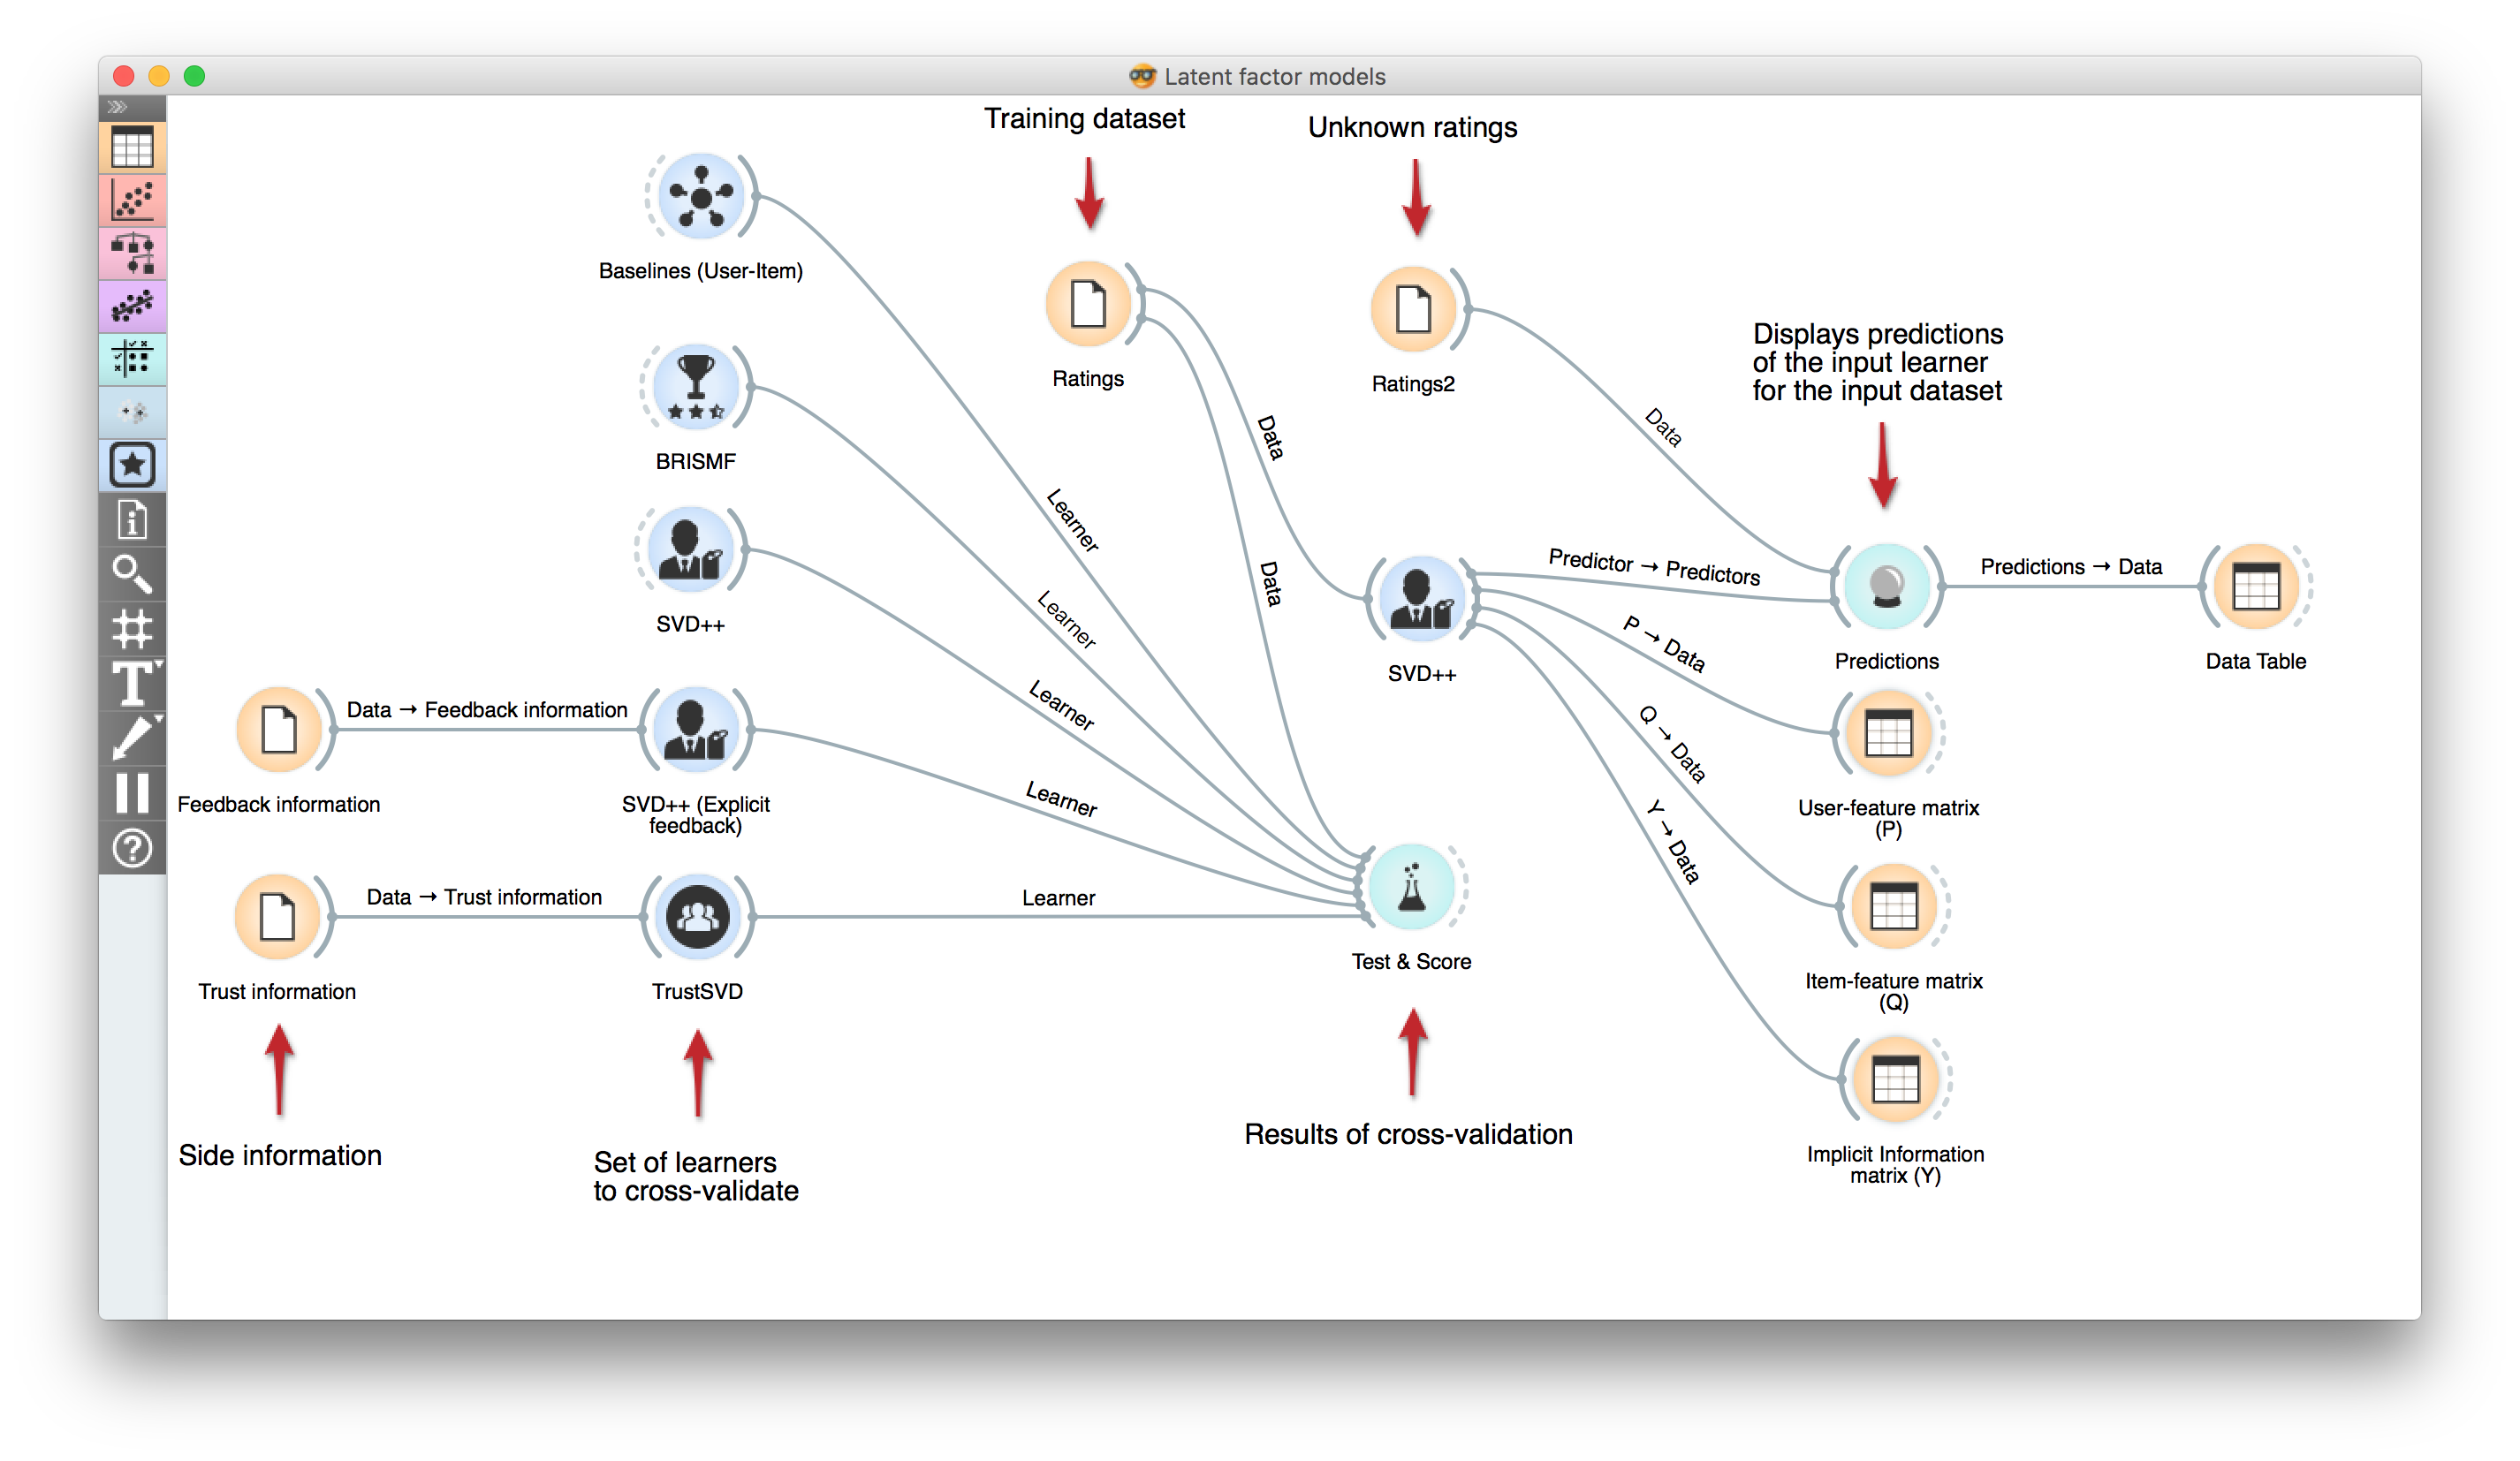 Latent factor models
Training dataset
Unknown ratings
Baselines (User-Item)
Displays predictions
of the input learner
for the input dataset
Ratings
Ratings2
Data
Data
BRISMF
Learner
Predictor → Predictors
Predictions → Data
Data
Learner
SVD++
P → Data
SVD++
Predictions
Data Table
Learner
Data → Feedback information
Q → Data
Feedback information
SVD++ (Explicit
feedback)
Learner
User-feature matrix
(P)
Y → Data
Data → Trust information
Learner
Test & Score
Trust information
TrustSVD
Item-feature matrix
(Q)
Results of cross-validation
Side information
Set of learners
to cross-validate
Implicit Information
matrix (Y)